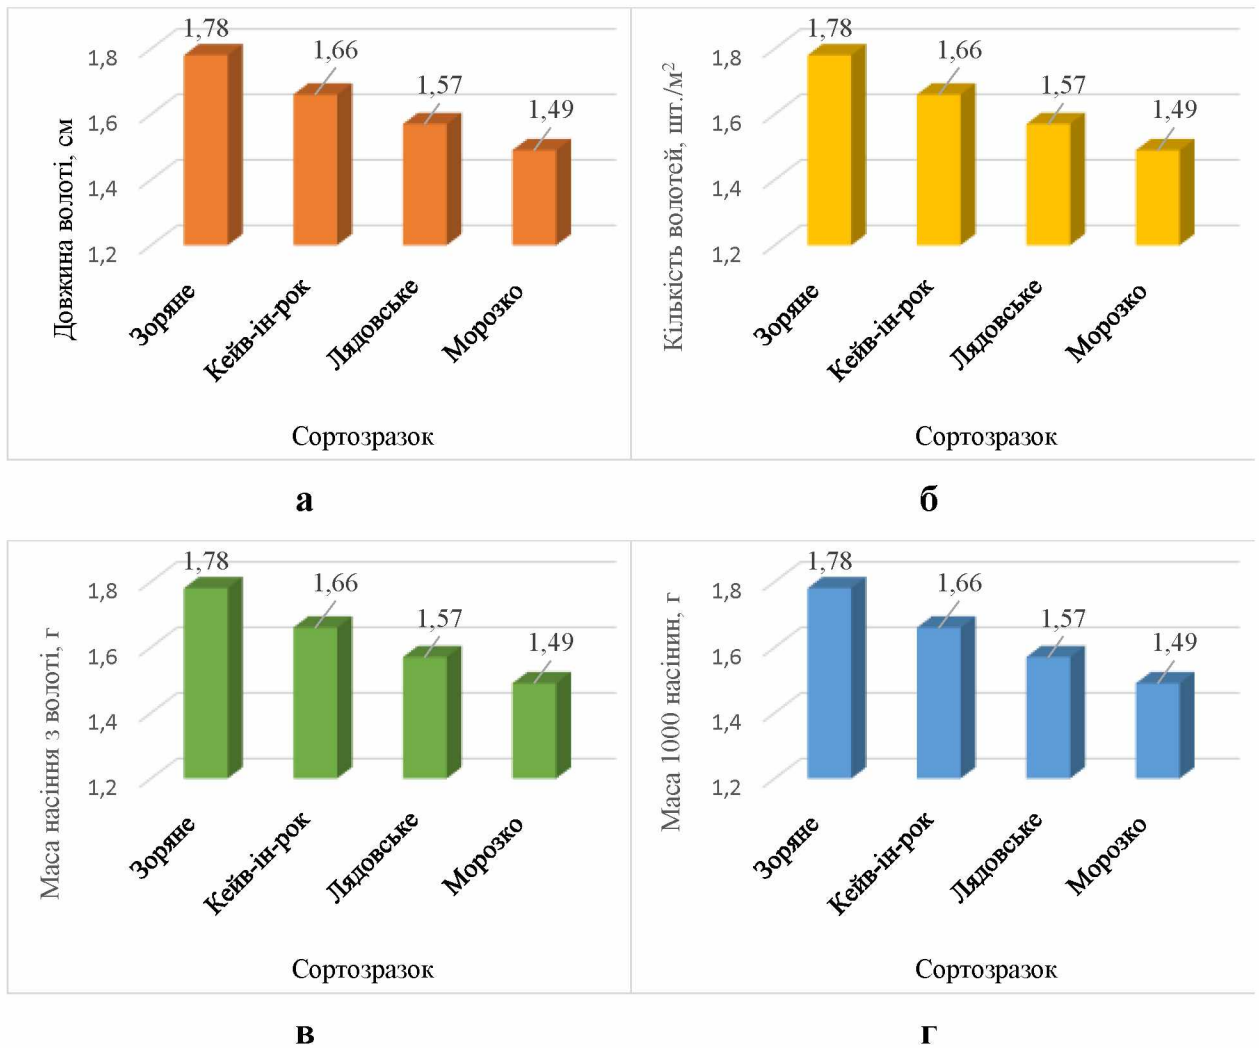 1,78
1,66
1,57
1,49
1,8
1,6
1,4
1,2
Довжина волоті, см
Зоряне
Кейв-ін-рок
Лядовське
Морозко
Сортозразок
а
1,78
1,66
1,57
1,49
1,8
1,6
1,4
1,2
Кількість волотей, шт./м²
Зоряне
Кейв-ін-рок
Лядовське
Морозко
Сортозразок
б
1,78
1,66
1,57
1,49
1,8
1,6
1,4
1,2
Маса насіння з волоті, г
Зоряне
Кейв-ін-рок
Лядовське
Морозко
Сортозразок
в
1,78
1,66
1,57
1,49
1,8
1,6
1,4
1,2
Маса 1000 насінин, г
Зоряне
Кейв-ін-рок
Лядовське
Морозко
Сортозразок
г